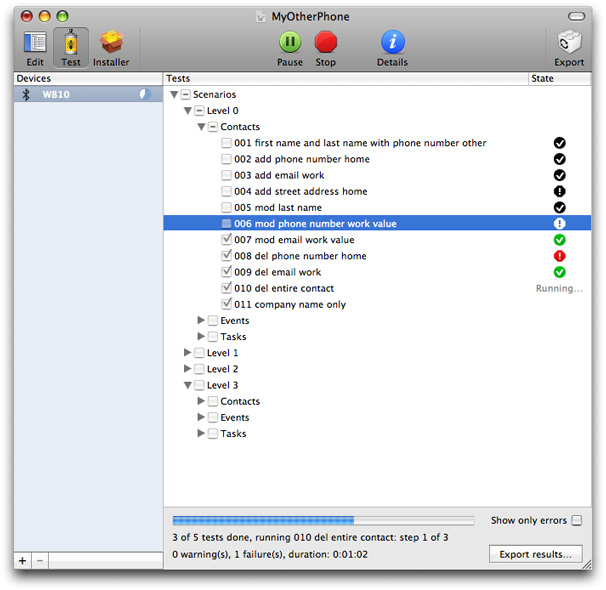 MyOtherPhone
Edit Test Installer Pause Stop Details Export
Devices Tests State
W810
Scenarios
Level 0
Contacts
001 first name and last name with phone number other
002 add phone number home
003 add email work
004 add street address home
005 mod last name
006 mod phone number work value
007 mod email work value
008 del phone number home
009 del email work
010 del entire contact Running...
011 company name only
Events
Tasks
Level 1
Level 2
Level 3
Contacts
Events
Tasks
Show only errors
3 of 5 tests done, running 010 del entire contact: step 1 of 3
0 warning(s), 1 failure(s), duration: 0:01:02
Export results...